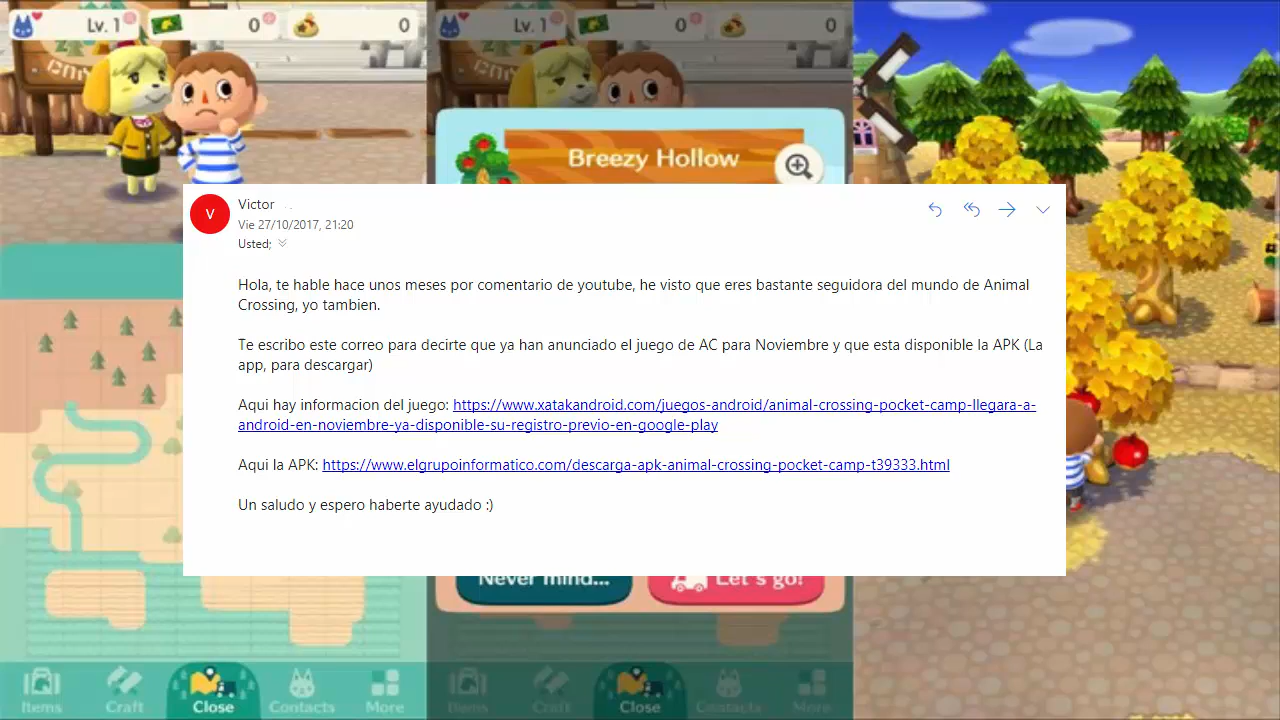 Lv. 1
0
0
Lv. 1
0
0
Breezy Hollow
V
Victor
Vie 27/10/2017, 21:20
Usted;
Hola, te hable hace unos meses por comentario de youtube, he visto que eres bastante seguidora del mundo de Animal
Crossing, yo tambien.
Te escribo este correo para decirte que ya han anunciado el juego de AC para Noviembre y que esta disponible la APK (La
app, para descargar)
Aqui hay informacion del juego: https://www.xatakandroid.com/juegos-android/animal-crossing-pocket-camp-llegara-a-
android-en-noviembre-ya-disponible-su-registro-previo-en-google-play
Aqui la APK: https://www.elgrupoinformatico.com/descarga-apk-animal-crossing-pocket-camp-t39333.html
Un saludo y espero haberte ayudado :)
Never mind...
Let's go!
Items
Craft
Close
Contacts
More
Items
Craft
Close
Contacts
More